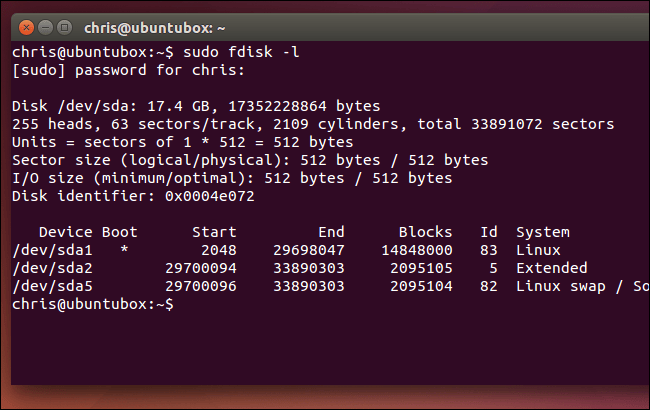 chris@ubuntubox: ~
chris@ubuntubox:~$ sudo fdisk -l
[sudo] password for chris:
Disk /dev/sda: 17.4 GB, 17352228864 bytes
255 heads, 63 sectors/track, 2109 cylinders, total 33891072 sectors
Units = sectors of 1 * 512 = 512 bytes
Sector size (logical/physical): 512 bytes / 512 bytes
I/O size (minimum/optimal): 512 bytes / 512 bytes
Disk identifier: 0x0004e072
Device Boot Start End Blocks Id System
/dev/sda1 * 2048 29698047 14848000 83 Linux
/dev/sda2 29700094 33890303 2095105 5 Extended
/dev/sda5 29700096 33890303 2095104 82 Linux swap / So
chris@ubuntubox:~$